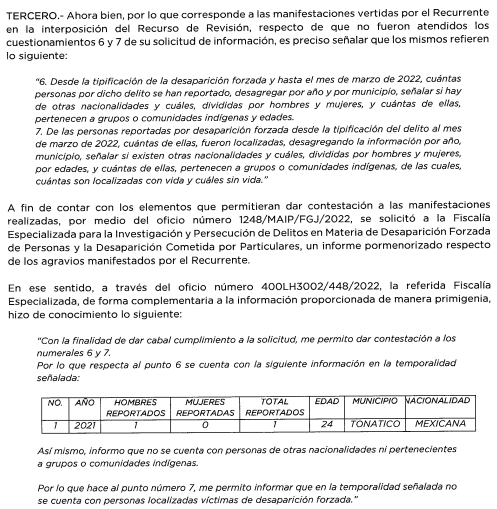 TERCERO.- Ahora bien, por lo que corresponde a las manifestaciones vertidas por el Recurrente
en la interposición del Recurso de Revisión, respecto de que no fueron atendidos los
cuestionamientos 6 y 7 de su solicitud de información, es preciso señalar que los mismos refieren
lo siguiente:
"6. Desde la tipificación de la desaparición forzada y hasta el mes de marzo de 2022, cuántas
personas por dicho delito se han reportado, desagregar por año y por municipio, señalar si hay
de otras nacionalidades y cuáles, divididas por hombres y mujeres, y cuántas de ellas,
pertenecen a grupos o comunidades indígenas y edades.
7. De las personas reportadas por desaparición forzada desde la tipificación del delito al mes
de marzo de 2022, cuántas de ellas, fueron localizadas, desagregando la información por año,
municipio, señalar si existen otras nacionalidades y cuáles, divididas por hombres y mujeres,
por edades, y cuántas de ellas, pertenecen a grupos o comunidades indígenas, de las cuales,
cuántas son localizadas con vida y cuáles sin vida."
A fin de contar con los elementos que permitieran dar contestación a las manifestaciones
realizadas, por medio del oficio número 1248/MAIP/FGJ/2022, se solicitó a la Fiscalía
Especializada para la Investigación y Persecución de Delitos en Materia de Desaparición Forzada
de Personas y la Desaparición Cometida por Particulares, un informe pormenorizado respecto
de los agravios manifestados por el Recurrente.
En ese sentido, a través del oficio número 400LH3002/448/2022, la referida Fiscalía
Especializada, de forma complementaria a la información proporcionada de manera primigenia,
hizo de conocimiento lo siguiente:
"Con la finalidad de dar cabal cumplimiento a la solicitud, me permito dar contestación a los
numerales 6 y 7.
Por lo que respecta al punto 6 se cuenta con la siguiente información en la temporalidad
señalada:
NO. AÑO HOMBRES REPORTADOS MUJERES REPORTADAS TOTAL REPORTADOS EDAD MUNICIPIO NACIONALIDAD
1 2021 1 0 1 24 TONATICO MEXICANA
Así mismo, informo que no se cuenta con personas de otras nacionalidades ni pertenecientes
a grupos o comunidades indígenas.
Por lo que hace al punto número 7, me permito informar que en la temporalidad señalada no
se cuenta con personas localizadas víctimas de desaparición forzada."